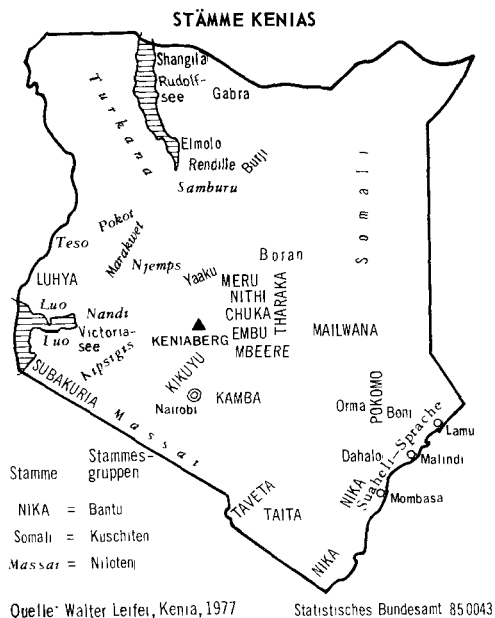 STÄMME KENIAS
Shangila
Rudolf-
see
Gabra
Turkana
Elmolo
Rendille
Burji
Samburu
Somali
Pokot
Teso
Marakwet
Njemps
Boran
Yaaku
LUHYA
MERU
NITHI
THARAKA
Luo
CHUKA
Nandi
Victoria-
see
Luo
KENIABERG
EMBU
MAILWANA
MBEERE
Kipsigis
KIKUYU
SUBAKURIA
Massai
Nairobi
KAMBA
Orma
POKOMO
Boni
Lamu
Suaheli-Sprache
Dahalo
Malindi
NIKA
Mombasa
TAVETA
TAITA
NIKA
Stämme
Stammes-
gruppen
NIKA = Bantu
Somali = Kuschiten
Massai = Niloten
Quelle: Walter Leifer, Kenia, 1977
Statistisches Bundesamt 850043